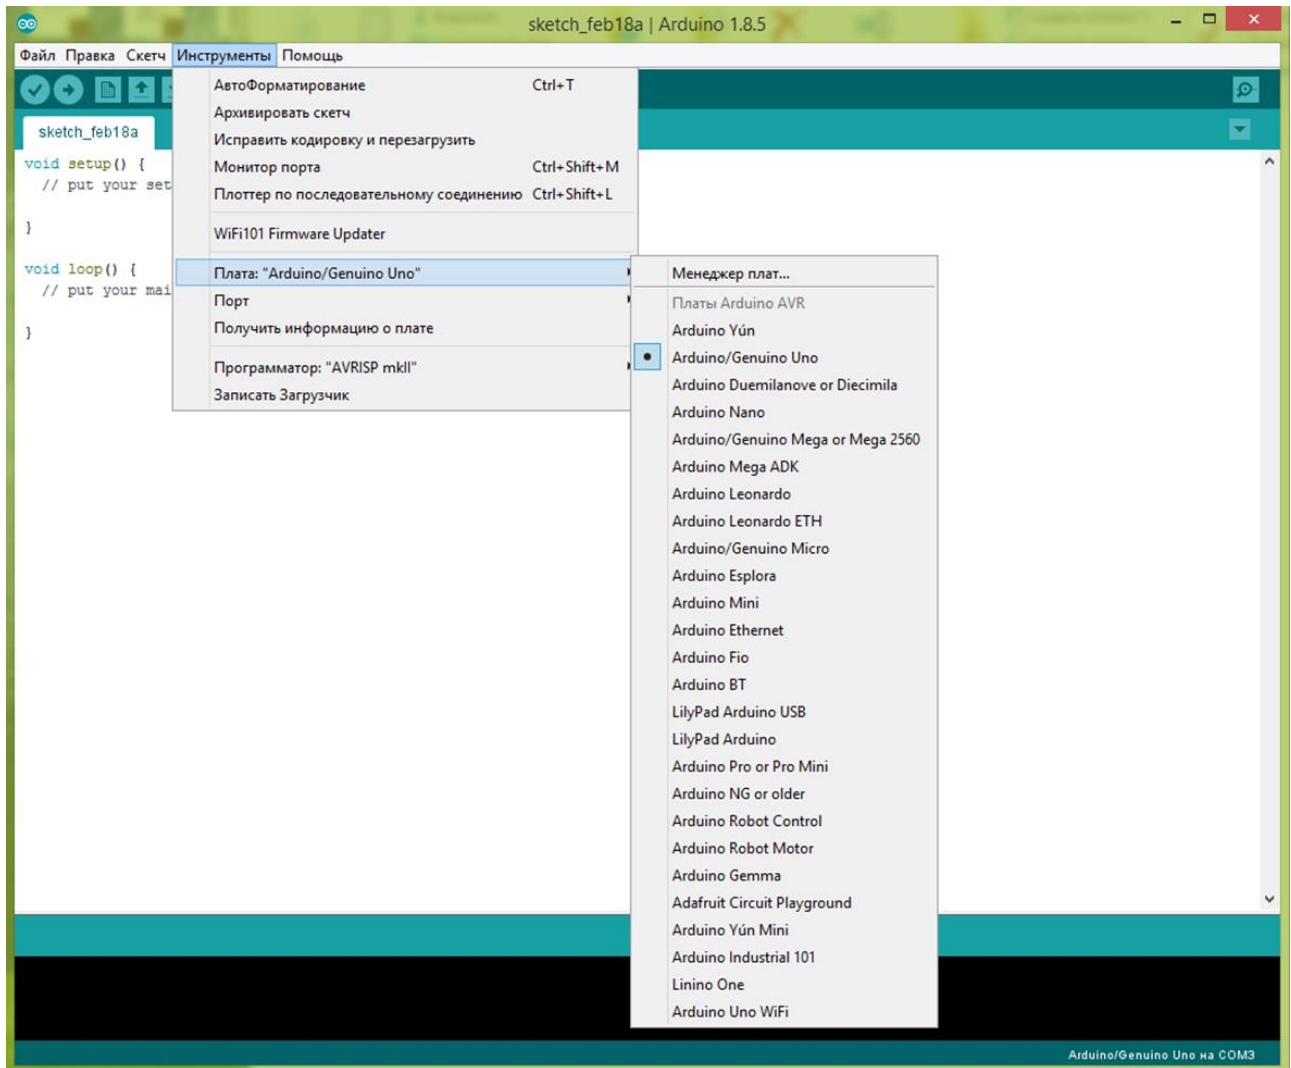 sketch_feb18a | Arduino 1.8.5
Файл Правка Скетч Инструменты Помощь
sketch_feb18a
void setup() {
// put your set
}
void loop() {
// put your mai
}
АвтоФорматирование Ctrl+T
Архивировать скетч
Исправить кодировку и перезагрузить
Монитор порта Ctrl+Shift+M
Плоттер по последовательному соединению Ctrl+Shift+L
WiFi101 Firmware Updater
Плата: "Arduino/Genuino Uno"
Порт
Получить информацию о плате
Программатор: "AVRISP mkII"
Записать Загрузчик
Менеджер плат...
Платы Arduino AVR
Arduino Yún
Arduino/Genuino Uno
Arduino Duemilanove or Diecimila
Arduino Nano
Arduino/Genuino Mega or Mega 2560
Arduino Mega ADK
Arduino Leonardo
Arduino Leonardo ETH
Arduino/Genuino Micro
Arduino Esplora
Arduino Mini
Arduino Ethernet
Arduino Fio
Arduino BT
LilyPad Arduino USB
LilyPad Arduino
Arduino Pro or Pro Mini
Arduino NG or older
Arduino Robot Control
Arduino Robot Motor
Arduino Gemma
Adafruit Circuit Playground
Arduino Yún Mini
Arduino Industrial 101
Linino One
Arduino Uno WiFi
Arduino/Genuino Uno на COM3